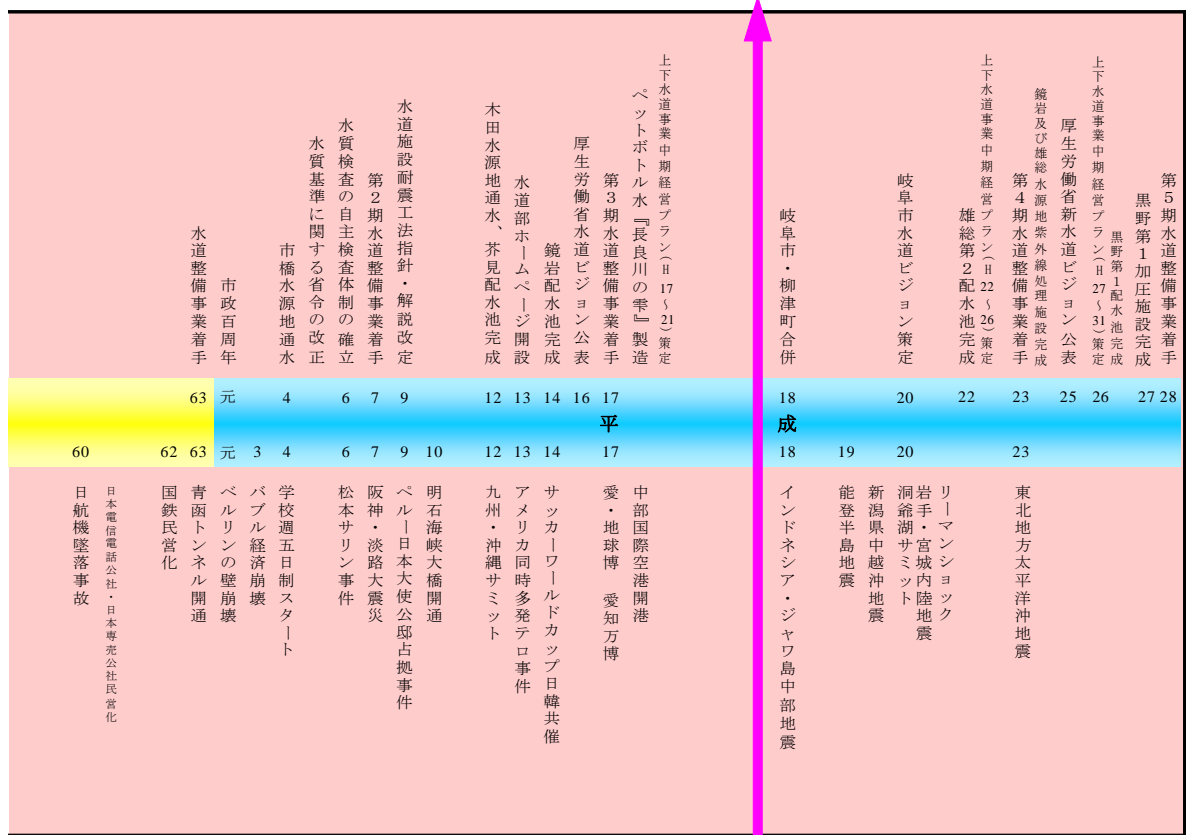 水道整備事業着手
市政百周年
市橋水源地通水
水質基準に関する省令の改正
水質検査の自主検査体制の確立
第2期水道整備事業着手
水道施設耐震工法指針・解説改定
木田水源地通水、芥見配水池完成
水道部ホームページ開設
鏡岩配水池完成
厚生労働省水道ビジョン公表
第3期水道整備事業着手
ペットボトル水『長良川の雫』製造
上下水道事業中期経営プラン(H17~21)策定
岐阜市・柳津町合併
岐阜市水道ビジョン策定
雄総第2配水池完成
上下水道事業中期経営プラン(H22~26)策定
第4期水道整備事業着手
鏡岩及び雄総水源地紫外線処理施設完成
厚生労働省新水道ビジョン公表
上下水道事業中期経営プラン(H27~31)策定
黒野第1配水池完成
黒野第1加圧施設完成
第5期水道整備事業着手
63 元 4 6 7 9 12 13 14 16 17 18 20 22 23 25 26 27 28
平 成
60 62 63 元 3 4 6 7 9 10 12 13 14 17 18 19 20 23
日航機墜落事故
日本電信電話公社・日本専売公社民営化
国鉄民営化
青函トンネル開通
ベルリンの壁崩壊
バブル経済崩壊
学校週五日制スタート
松本サリン事件
阪神・淡路大震災
ペルー日本大使公邸占拠事件
明石海峡大橋開通
九州・沖縄サミット
アメリカ同時多発テロ事件
サッカーワールドカップ日韓共催
愛・地球博 愛知万博
中部国際空港開港
インドネシア・ジャワ島中部地震
能登半島地震
新潟県中越沖地震
洞爺湖サミット
岩手・宮城内陸地震
リーマンショック
東北地方太平洋沖地震